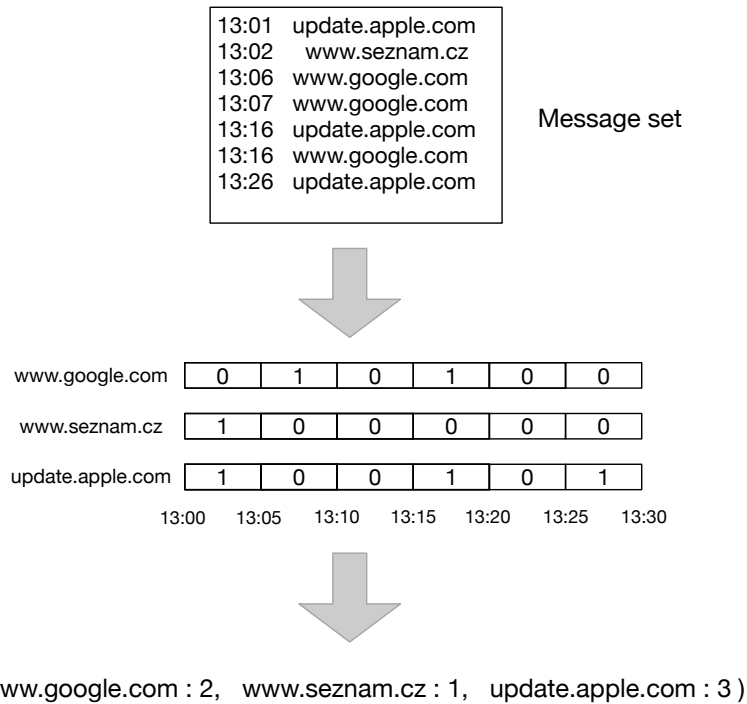 13:01 update.apple.com
13:02 www.seznam.cz
13:06 www.google.com
13:07 www.google.com
13:16 update.apple.com
13:16 www.google.com
13:26 update.apple.com
Message set
www.google.com 0 1 0 1 0 0
www.seznam.cz 1 0 0 0 0 0
update.apple.com 1 0 0 1 0 1
13:00 13:05 13:10 13:15 13:20 13:25 13:30
ww.google.com : 2, www.seznam.cz : 1, update.apple.com : 3 )